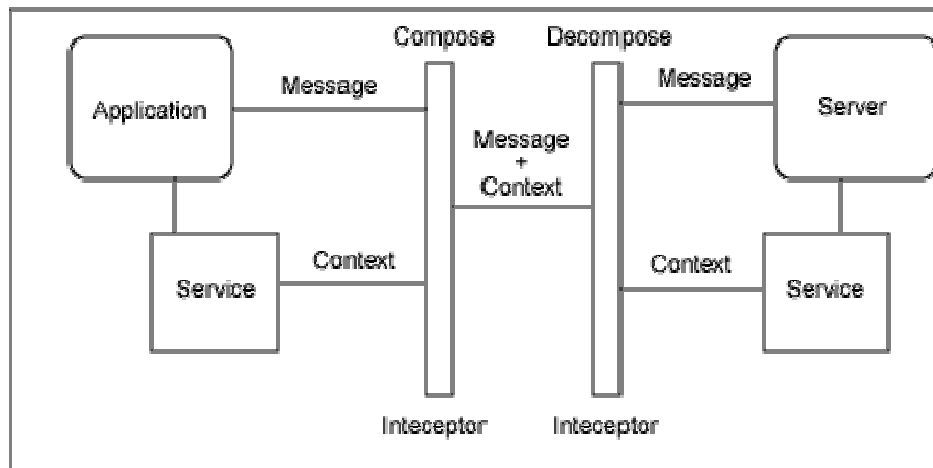 Compose
Decompose
Application
Message
Message
Server
Message
+
Context
Service
Context
Context
Service
Inteceptor
Inteceptor